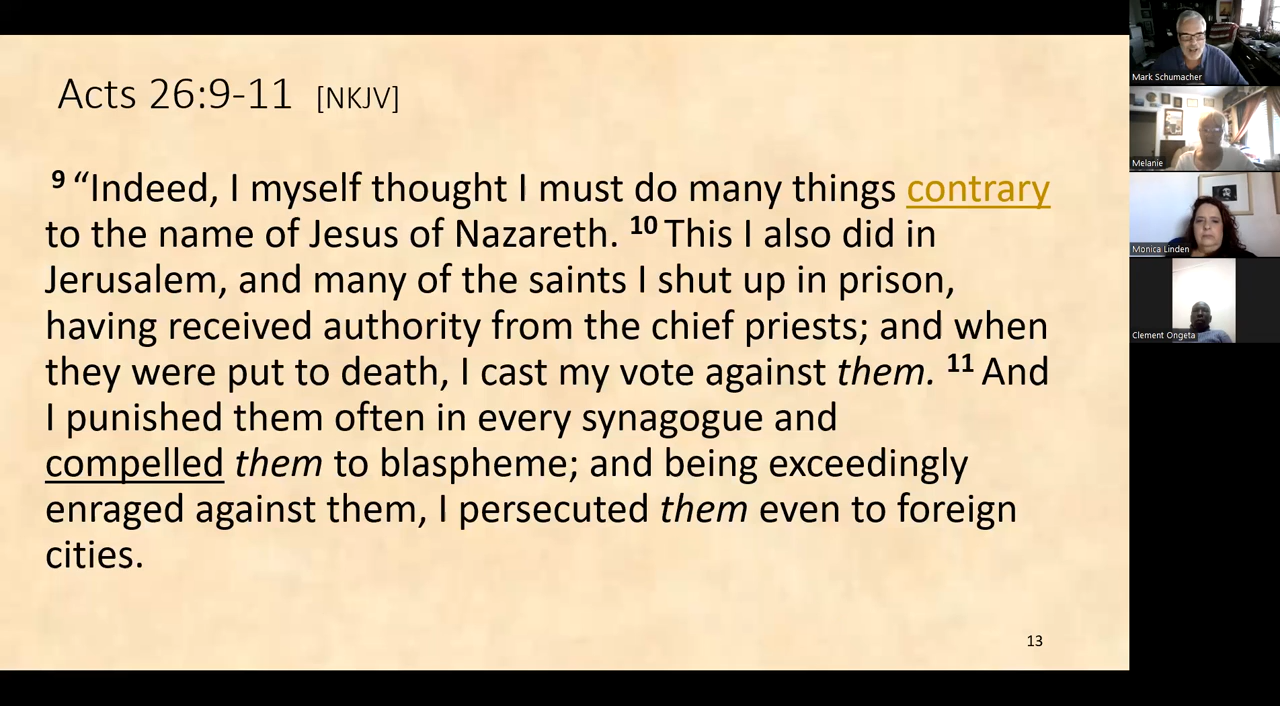 Acts 26:9-11 [NKJV]
9 “Indeed, I myself thought I must do many things contrary
to the name of Jesus of Nazareth. 10 This I also did in
Jerusalem, and many of the saints I shut up in prison,
having received authority from the chief priests; and when
they were put to death, I cast my vote against them. 11 And
I punished them often in every synagogue and
compelled them to blaspheme; and being exceedingly
enraged against them, I persecuted them even to foreign
cities.
13
Mark Schumacher
Melanie
Monica Linden
Clement Ongeta